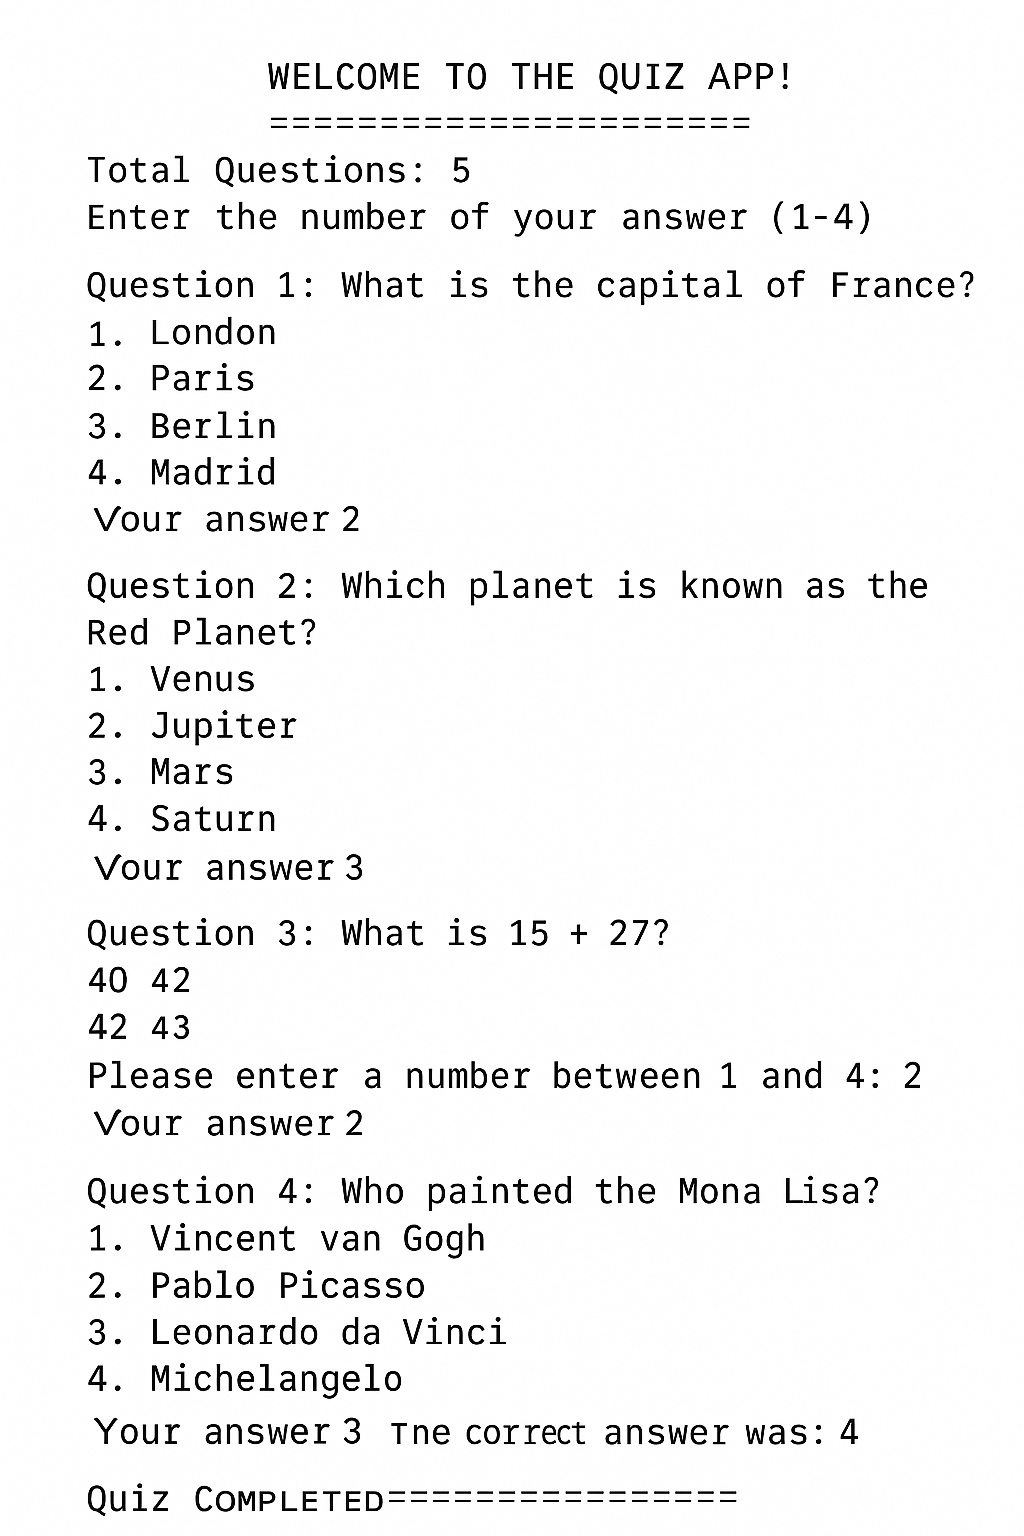 WELCOME TO THE QUIZ APP!
======================
Total Questions: 5
Enter the number of your answer (1-4)
Question 1: What is the capital of France?
1. London
2. Paris
3. Berlin
4. Madrid
Your answer 2
Question 2: Which planet is known as the
Red Planet?
1. Venus
2. Jupiter
3. Mars
4. Saturn
Your answer 3
Question 3: What is 15 + 27?
40 42
42 43
Please enter a number between 1 and 4: 2
Your answer 2
Question 4: Who painted the Mona Lisa?
1. Vincent van Gogh
2. Pablo Picasso
3. Leonardo da Vinci
4. Michelangelo
Your answer 3 Tne correct answer was: 4
Quiz COMPLETED================